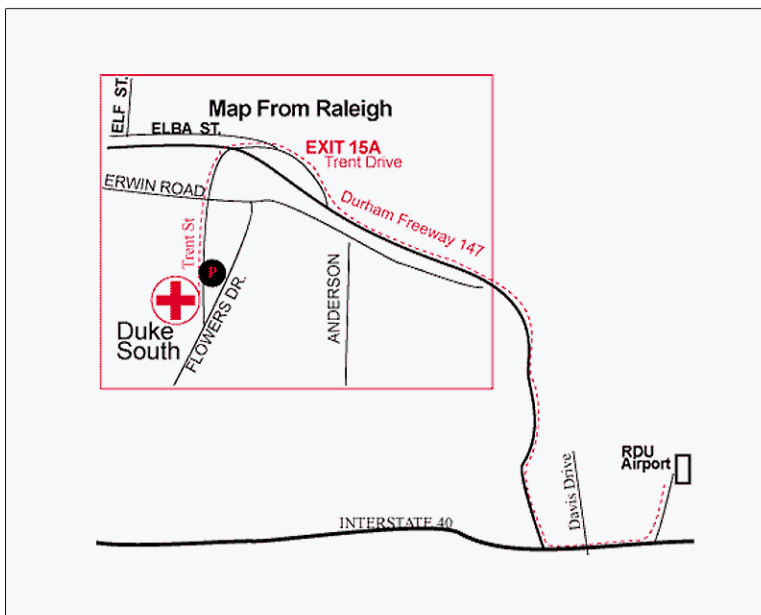 ELF ST.
Map From Raleigh
ELBA ST.
EXIT 15A
Trent Drive
ERWIN ROAD
Durham Freeway 147
Trent St
P
ANDERSON
FLOWERS DR.
Duke
South
RDU
Airport
Davis Drive
INTERSTATE 40